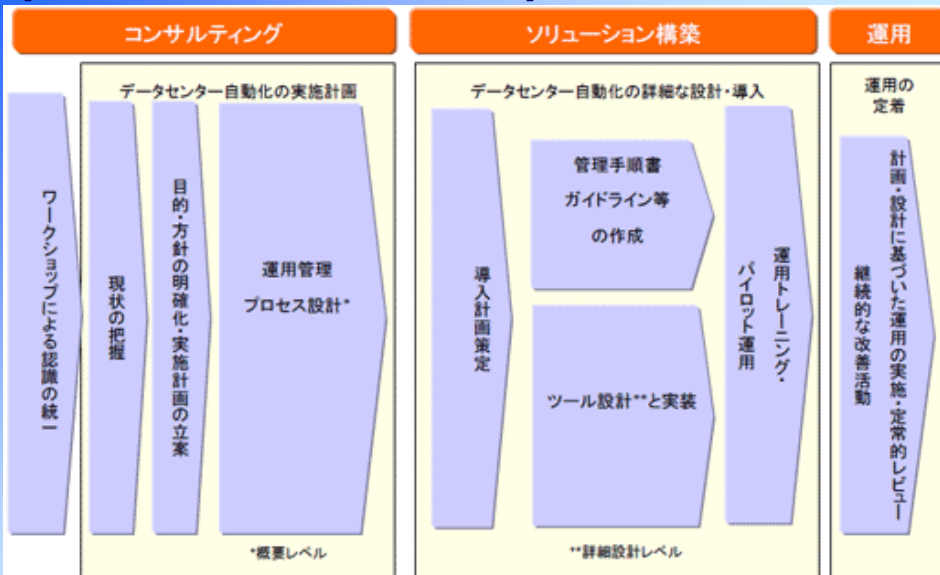 コンサルティング
ソリューション構築
運用
データセンター自動化の実施計画
ワークショップによる認識の統一
現状の把握
目的・方針の明確化・実施計画の立案
運用管理
プロセス設計*
*概要レベル
データセンター自動化の詳細な設計・導入
導入計画策定
管理手順書
ガイドライン等
の作成
ツール設計**と実装
運用トレーニング・
パイロット運用
**詳細設計レベル
運用の
定着
計画・設計に基づいた運用の実施・定常的レビュー
継続的な改善活動